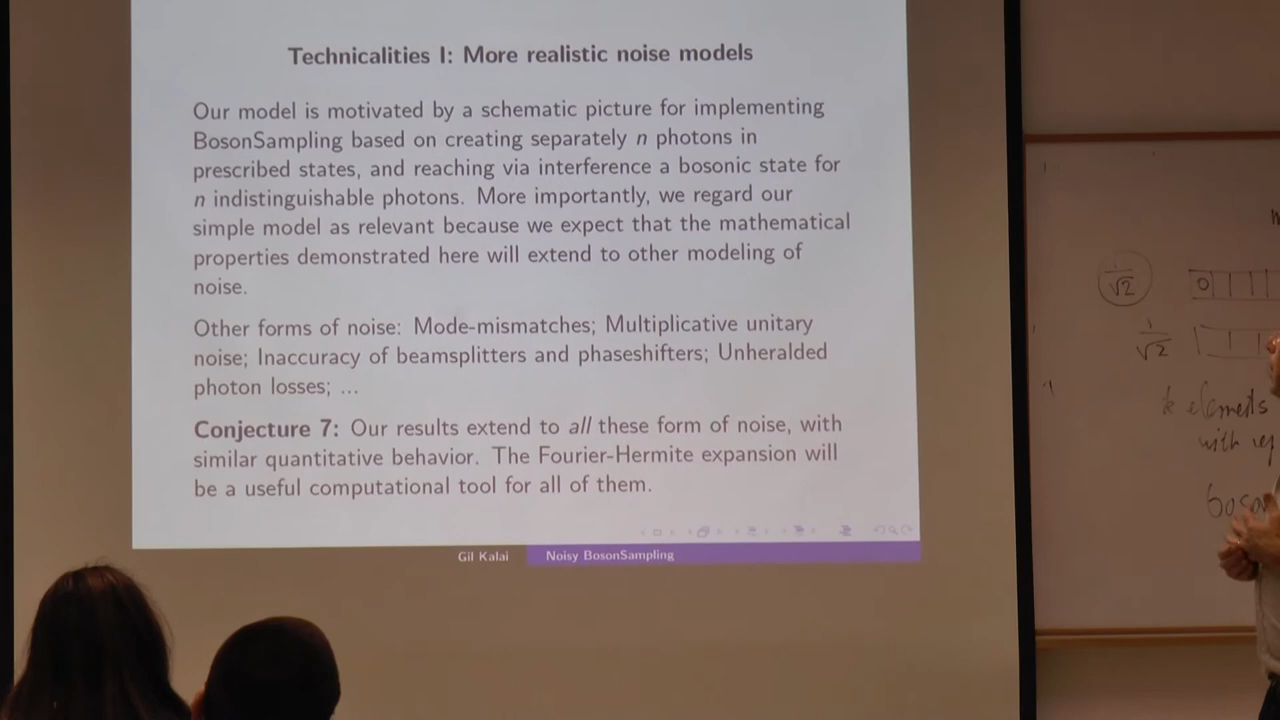 Technicalities I: More realistic noise models
Our model is motivated by a schematic picture for implementing
BosonSampling based on creating separately n photons in
prescribed states, and reaching via interference a bosonic state for
n indistinguishable photons. More importantly, we regard our
simple model as relevant because we expect that the mathematical
properties demonstrated here will extend to other modeling of
noise.
Other forms of noise: Mode-mismatches; Multiplicative unitary
noise; Inaccuracy of beamsplitters and phaseshifters; Unheralded
photon losses; ...
Conjecture 7: Our results extend to all these form of noise, with
similar quantitative behavior. The Fourier-Hermite expansion will
be a useful computational tool for all of them.
Gil Kalai Noisy BosonSampling
1/√2 0
1/√2
elements
with